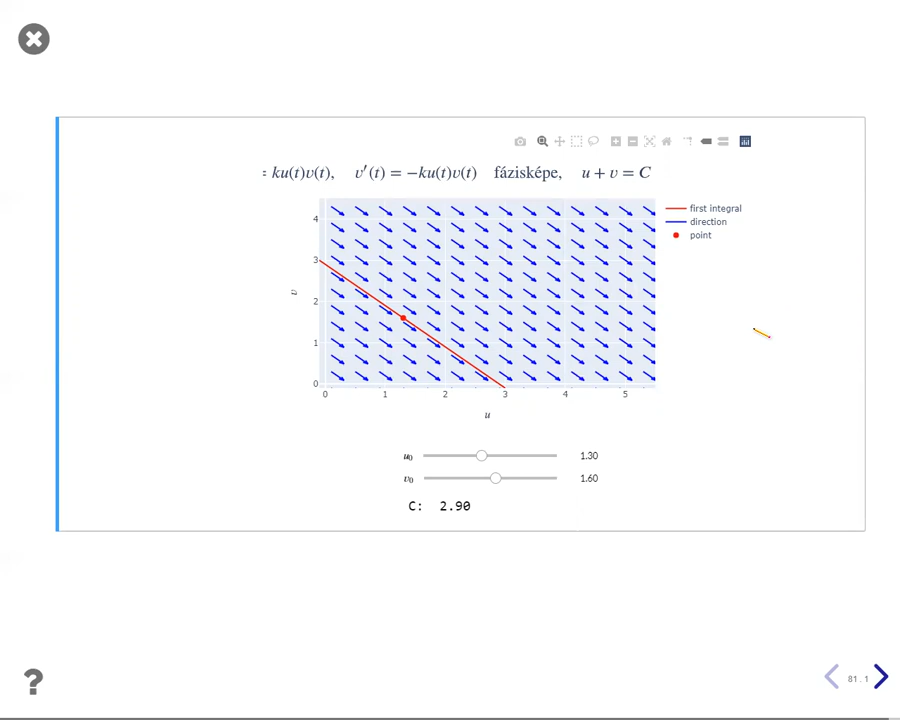 = ku(t)v(t), v′(t) = −ku(t)v(t) fázisképe, u + v = C
first integral
direction
point
4
3
2
1
0
v
0 1 2 3 4 5
u
u₀ 1.30
v₀ 1.60
C: 2.90
?
81 . 1